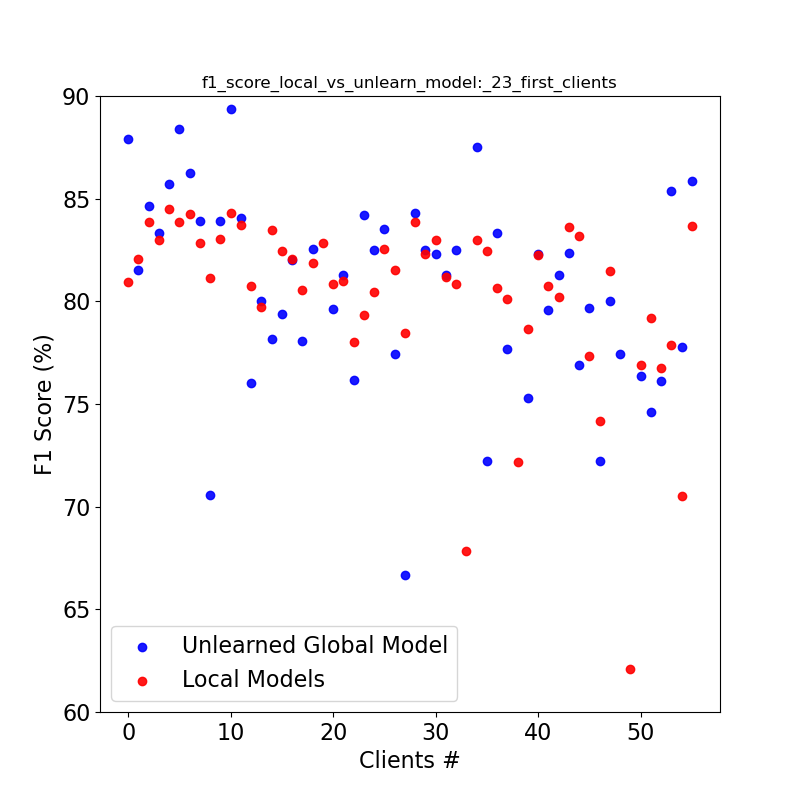 f1_score_local_vs_unlearn_model:_23_first_clients
90
85
80
75
70
65
60
F1 Score (%)
Unlearned Global Model
Local Models
0 10 20 30 40 50
Clients #